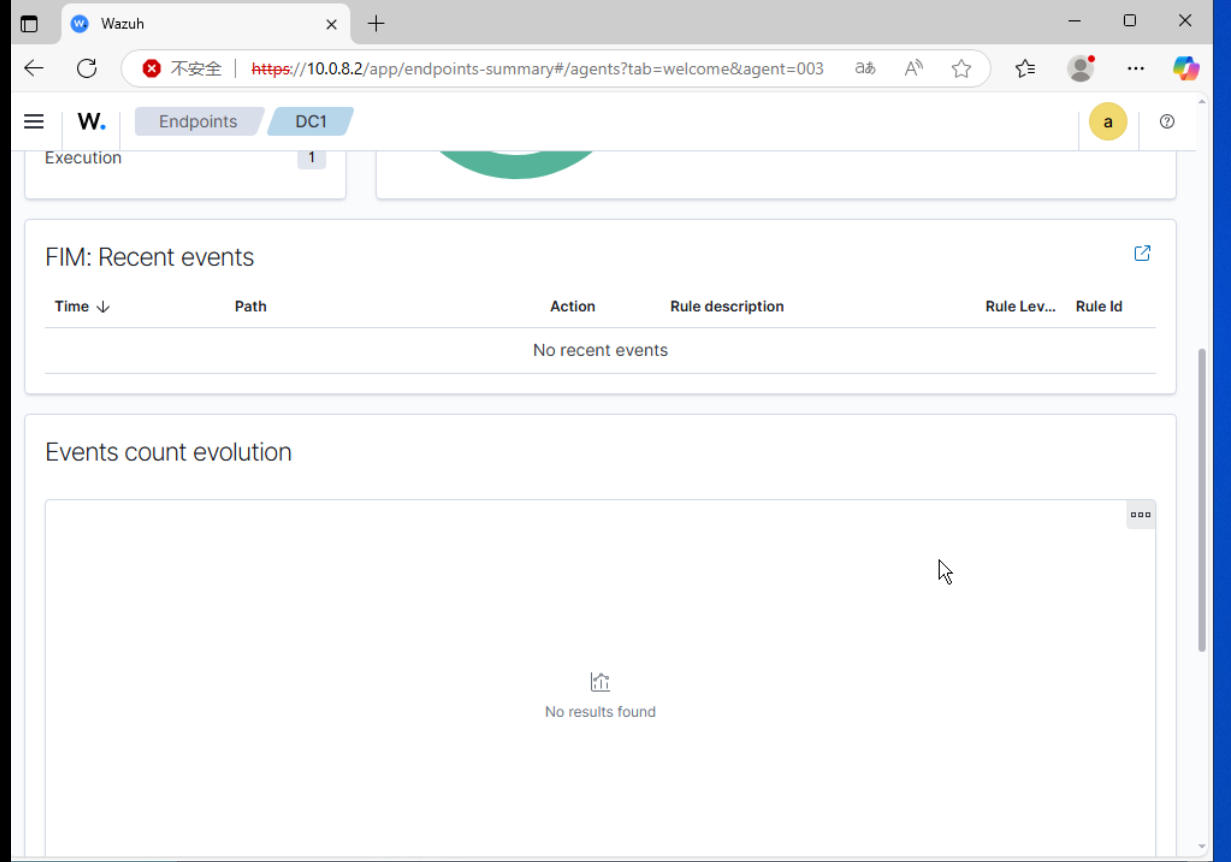 Wazuh
不安全 https://10.0.8.2/app/endpoints-summary#/agents?tab=welcome&agent=003 aあ A
W. Endpoints DC1 a ?
Execution 1
FIM: Recent events
Time Path Action Rule description Rule Lev... Rule Id
No recent events
Events count evolution
No results found